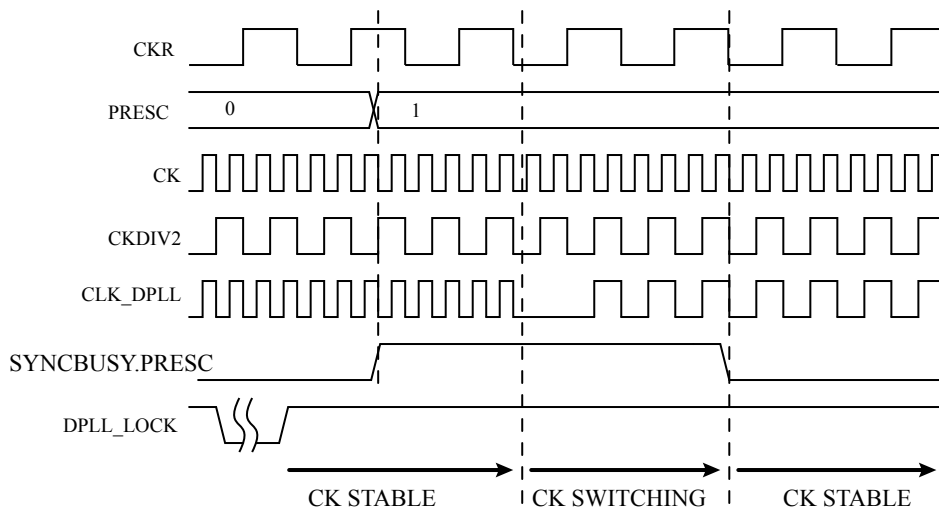 CKR
PRESC
0
1
CK
CKDIV2
CLK_DPLL
SYNCBUSY.PRESC
DPLL_LOCK
CK STABLE
CK SWITCHING
CK STABLE